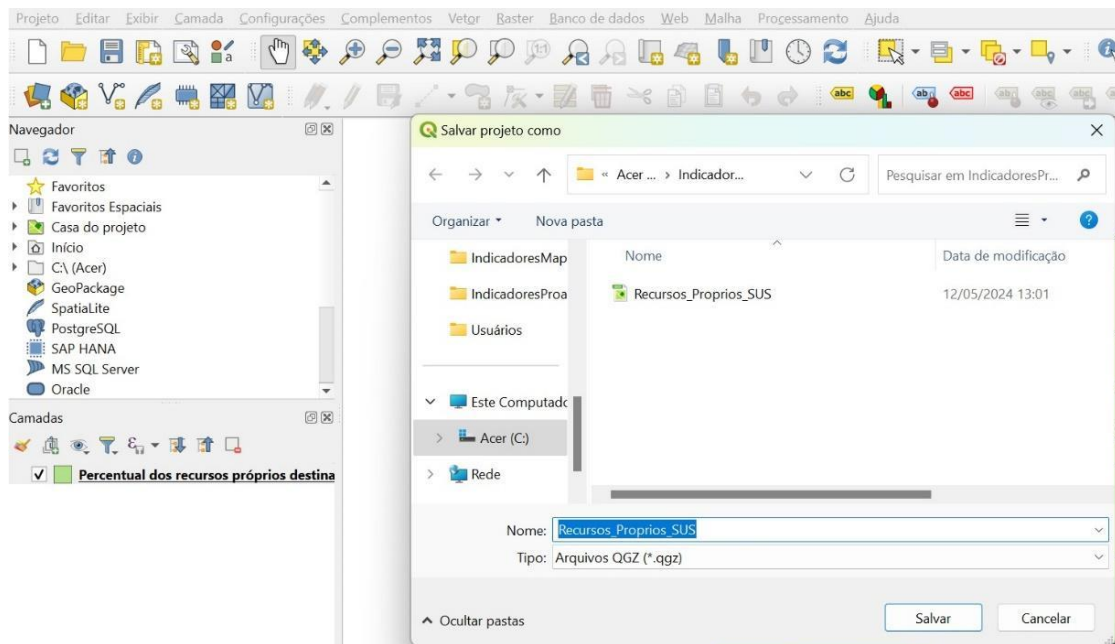 Projeto Editar Exibir Camada Configurações Complementos Vetor Raster Banco de dados Web Malha Processamento Ajuda
Navegador
Favoritos
Favoritos Espaciais
Casa do projeto
Início
C:\ (Acer)
GeoPackage
SpatiaLite
PostgreSQL
SAP HANA
MS SQL Server
Oracle
Camadas
Percentual dos recursos próprios destina
Salvar projeto como
« Acer ... › Indicador...
Pesquisar em IndicadoresPr...
Organizar
Nova pasta
IndicadoresMap
IndicadoresProa
Usuários
Este Computado
Acer (C:)
Rede
Nome
Data de modificação
Recursos_Proprios_SUS
12/05/2024 13:01
Nome: Recursos_Proprios_SUS
Tipo: Arquivos QGZ (*.qgz)
Ocultar pastas
Salvar
Cancelar